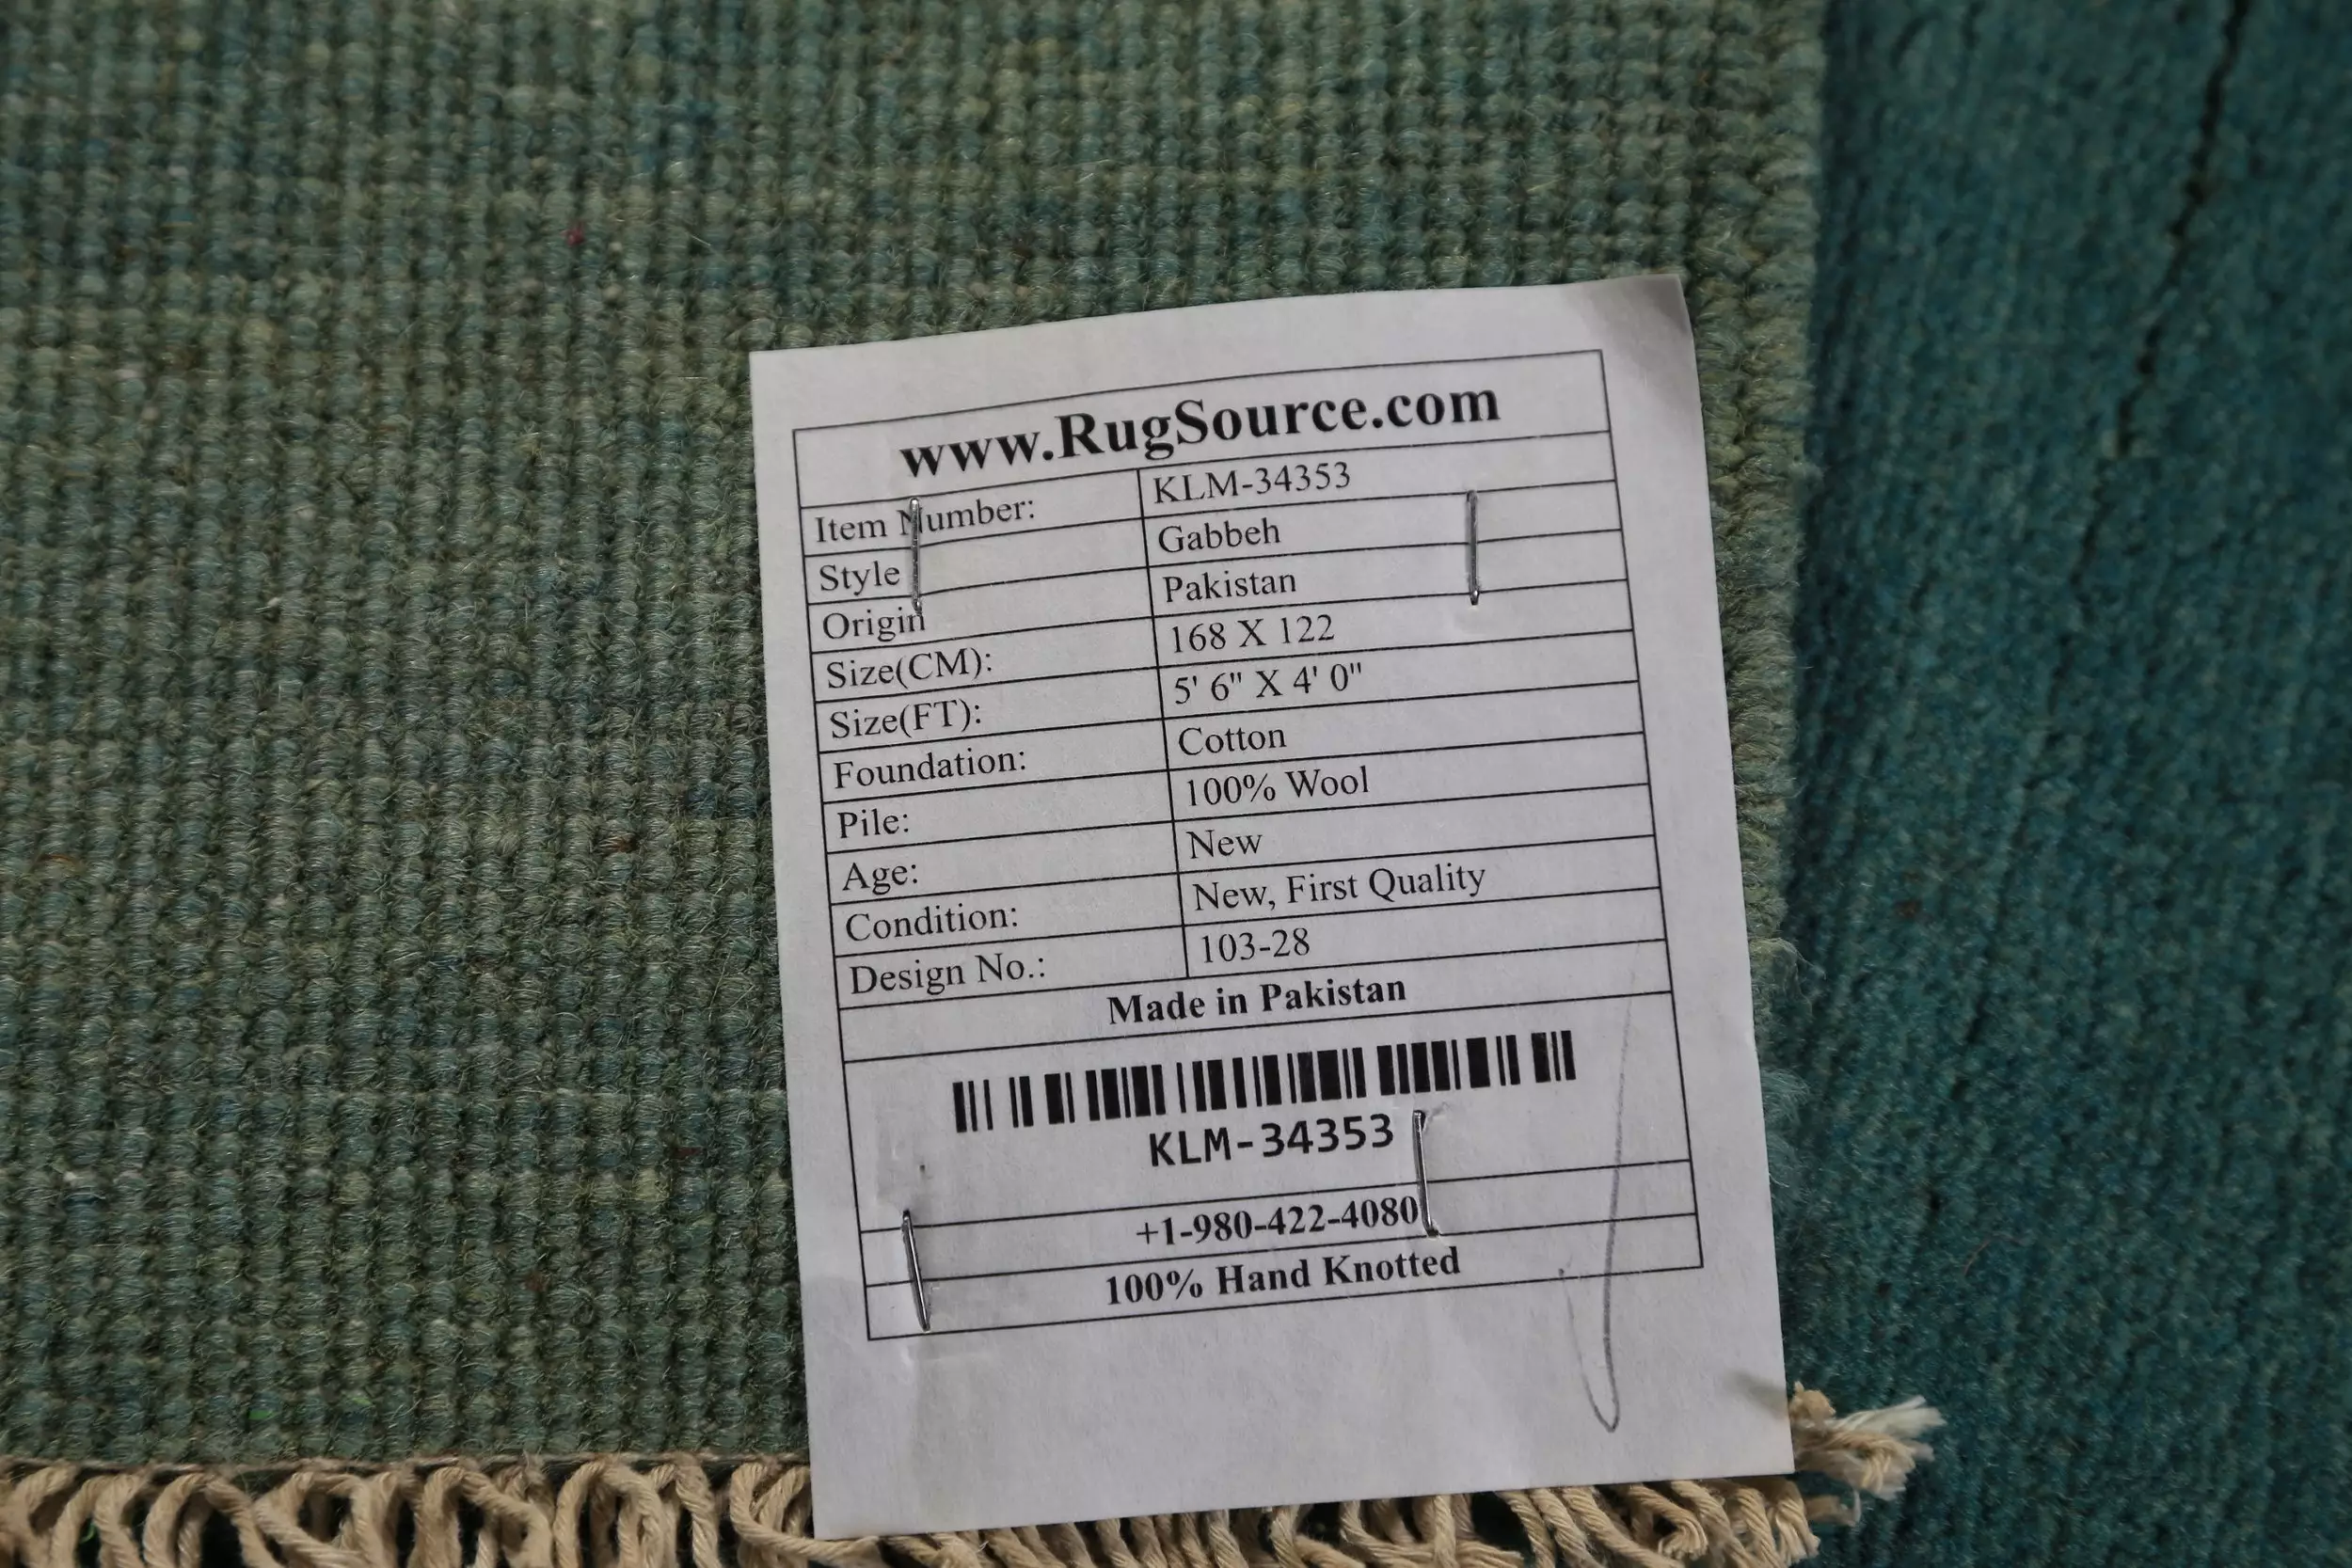 www.RugSource.com
Item Number: KLM-34353
Style Gabbeh
Origin Pakistan
Size(CM): 168 X 122
Size(FT): 5' 6" X 4' 0"
Foundation: Cotton
Pile: 100% Wool
Age: New
Condition: New, First Quality
Design No.: 103-28
Made in Pakistan
KLM-34353
+1-980-422-4080
100% Hand Knotted